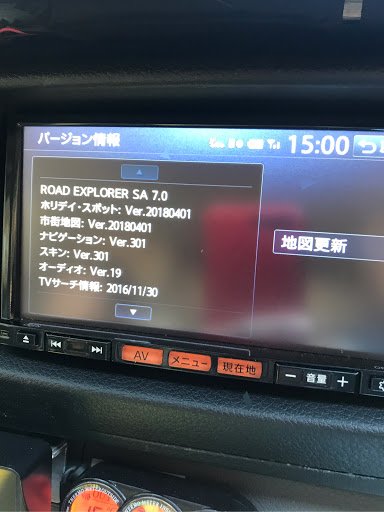 バージョン情報
15:00
ROAD EXPLORER SA 7.0
ホリデイ・スポット: Ver.20180401
市街地図: Ver.20180401
ナビゲーション: Ver.301
スキン: Ver.301
オーディオ: Ver.19
TVサーチ情報: 2016/11/30
地図更新
AV
メニュー
現在地
− 音量 +